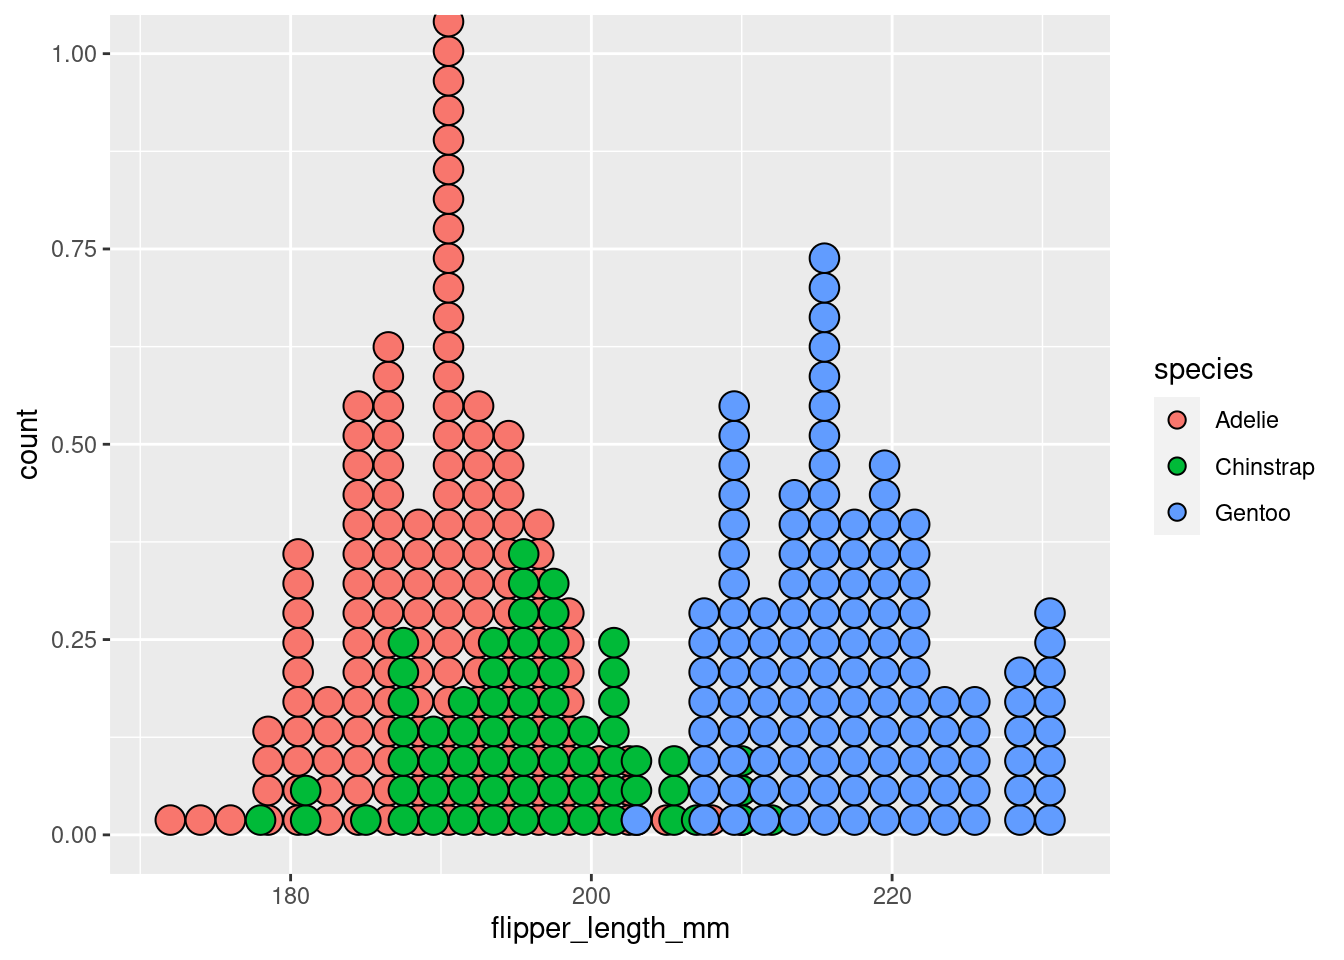 1.00
0.75
0.50
0.25
0.00
count
180
200
220
flipper_length_mm
species
Adelie
Chinstrap
Gentoo